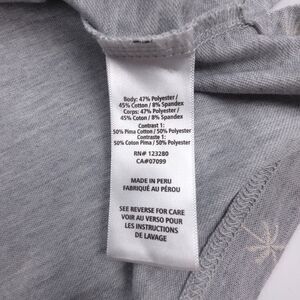 Body: 47% Polyester /
45% Cotton / 8% Spandex
Corps: 47% Polyester /
45% Coton / 8% Spandex
Contrast 1:
50% Pima Cotton / 50% Polyester
Contraste 1:
50% Coton Pima / 50% Polyester
RN# 123280
CA#07099
MADE IN PERU
FABRIQUÉ AU PÉROU
SEE REVERSE FOR CARE
VOIR AU VERSO POUR
LES INSTRUCTIONS
DE LAVAGE